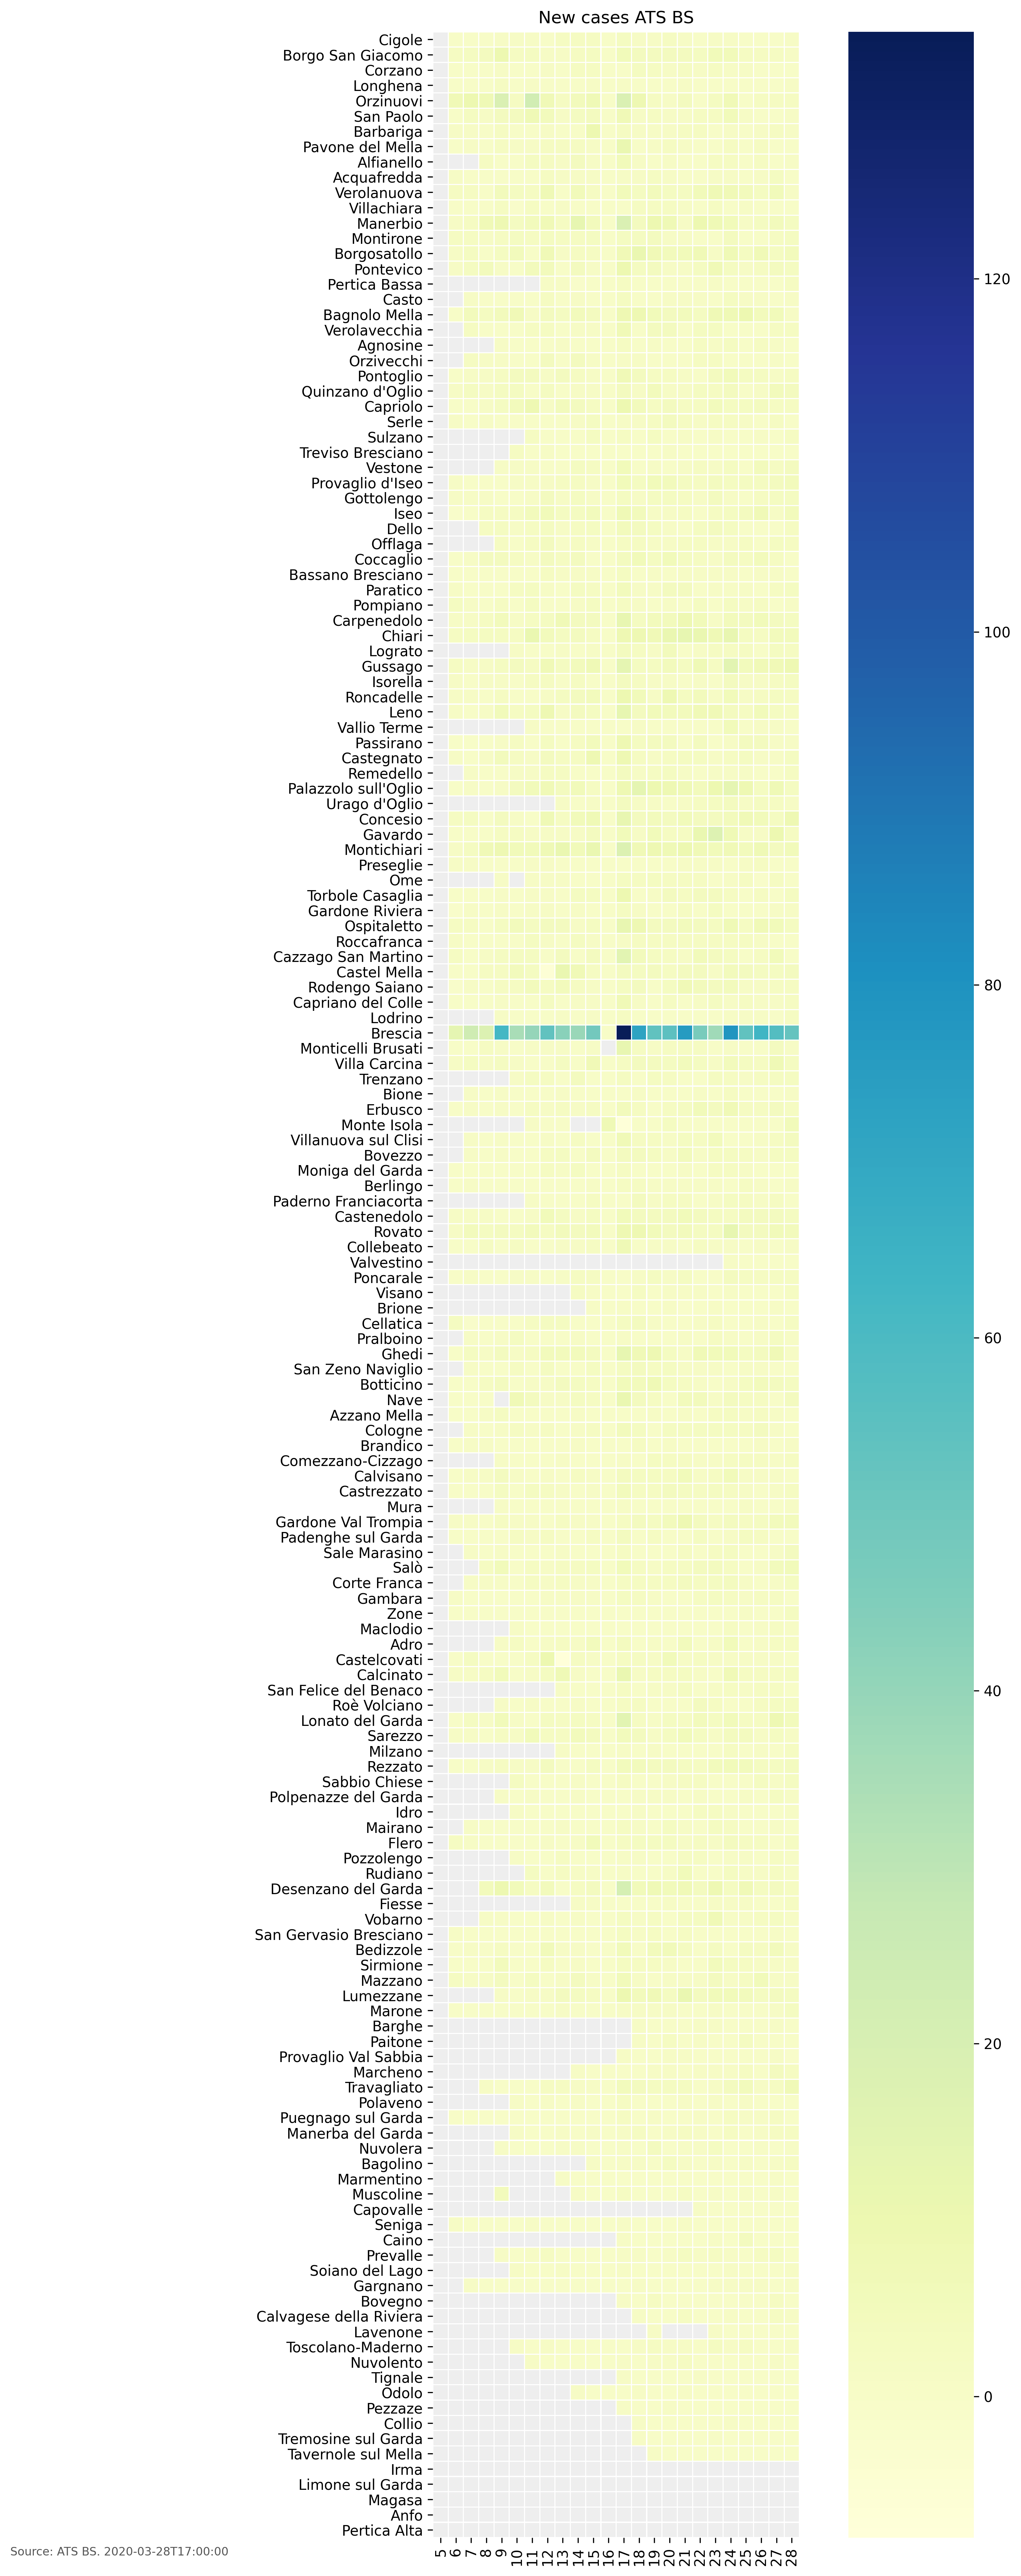 New cases ATS BS
Cigole
Borgo San Giacomo
Corzano
Longhena
Orzinuovi
San Paolo
Barbariga
Pavone del Mella
Alfianello
Acquafredda
Verolanuova
Villachiara
Manerbio
Montirone
Borgosatollo
Pontevico
Pertica Bassa
Casto
Bagnolo Mella
Verolavecchia
Agnosine
Orzivecchi
Pontoglio
Quinzano d'Oglio
Capriolo
Serle
Sulzano
Treviso Bresciano
Vestone
Provaglio d'Iseo
Gottolengo
Iseo
Dello
Offlaga
Coccaglio
Bassano Bresciano
Paratico
Pompiano
Carpenedolo
Chiari
Lograto
Gussago
Isorella
Roncadelle
Leno
Vallio Terme
Passirano
Castegnato
Remedello
Palazzolo sull'Oglio
Urago d'Oglio
Concesio
Gavardo
Montichiari
Preseglie
Ome
Torbole Casaglia
Gardone Riviera
Ospitaletto
Roccafranca
Cazzago San Martino
Castel Mella
Rodengo Saiano
Capriano del Colle
Lodrino
Brescia
Monticelli Brusati
Villa Carcina
Trenzano
Bione
Erbusco
Monte Isola
Villanuova sul Clisi
Bovezzo
Moniga del Garda
Berlingo
Paderno Franciacorta
Castenedolo
Rovato
Collebeato
Valvestino
Poncarale
Visano
Brione
Cellatica
Pralboino
Ghedi
San Zeno Naviglio
Botticino
Nave
Azzano Mella
Cologne
Brandico
Comezzano-Cizzago
Calvisano
Castrezzato
Mura
Gardone Val Trompia
Padenghe sul Garda
Sale Marasino
Salò
Corte Franca
Gambara
Zone
Maclodio
Adro
Castelcovati
Calcinato
San Felice del Benaco
Roè Volciano
Lonato del Garda
Sarezzo
Milzano
Rezzato
Sabbio Chiese
Polpenazze del Garda
Idro
Mairano
Flero
Pozzolengo
Rudiano
Desenzano del Garda
Fiesse
Vobarno
San Gervasio Bresciano
Bedizzole
Sirmione
Mazzano
Lumezzane
Marone
Barghe
Paitone
Provaglio Val Sabbia
Marcheno
Travagliato
Polaveno
Puegnago sul Garda
Manerba del Garda
Nuvolera
Bagolino
Marmentino
Muscoline
Capovalle
Seniga
Caino
Prevalle
Soiano del Lago
Gargnano
Bovegno
Calvagese della Riviera
Lavenone
Toscolano-Maderno
Nuvolento
Tignale
Odolo
Pezzaze
Collio
Tremosine sul Garda
Tavernole sul Mella
Irma
Limone sul Garda
Magasa
Anfo
Pertica Alta
5 6 7 8 9 10 11 12 13 14 15 16 17 18 19 20 21 22 23 24 25 26 27 28
120
100
80
60
40
20
0
Source: ATS BS. 2020-03-28T17:00:00